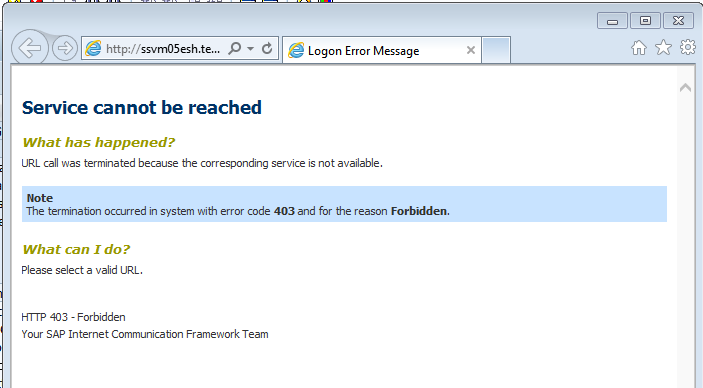 http://ssvm05esh.te...
Logon Error Message
Service cannot be reached
What has happened?
URL call was terminated because the corresponding service is not available.
Note
The termination occurred in system with error code 403 and for the reason Forbidden.
What can I do?
Please select a valid URL.
HTTP 403 - Forbidden
Your SAP Internet Communication Framework Team